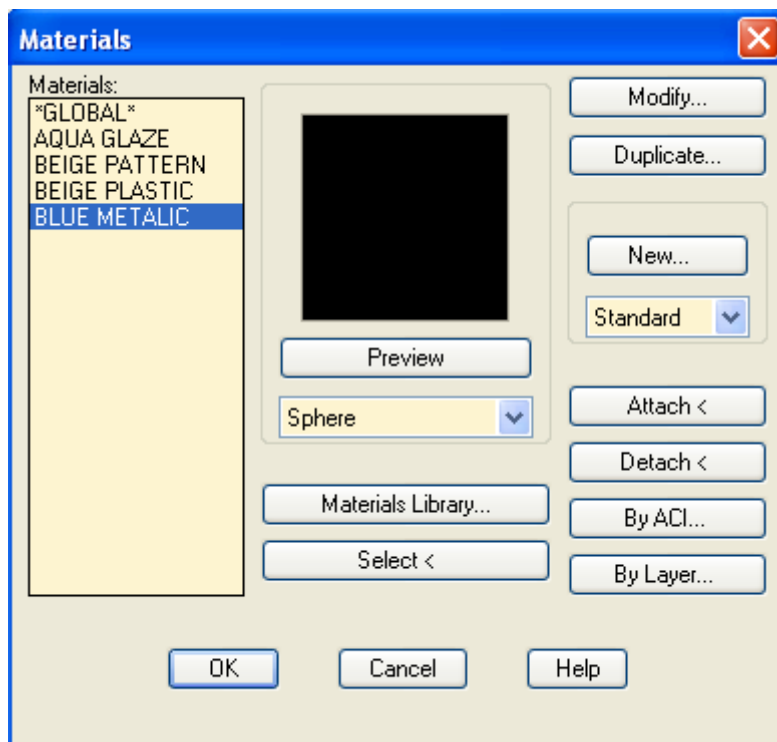 Materials
Materials:
*GLOBAL*
AQUA GLAZE
BEIGE PATTERN
BEIGE PLASTIC
BLUE METALIC
Preview
Sphere
Materials Library...
Select <
Modify...
Duplicate...
New...
Standard
Attach <
Detach <
By ACI...
By Layer...
OK
Cancel
Help